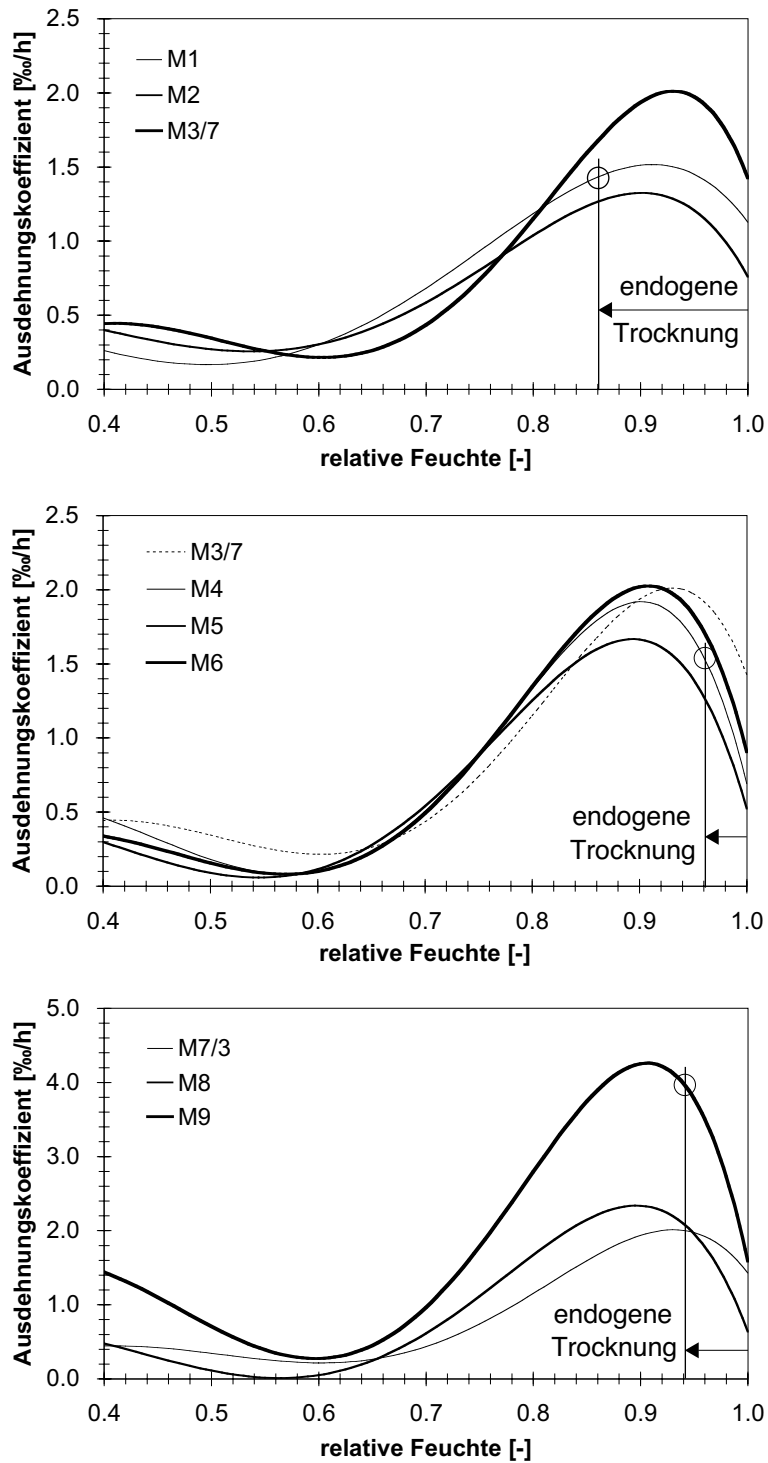 Ausdehnungskoeffizient [‰/h]
2.5
2.0
1.5
1.0
0.5
0.0
M1
M2
M3/7
endogene
Trocknung
0.4 0.5 0.6 0.7 0.8 0.9 1.0
relative Feuchte [-]
Ausdehnungskoeffizient [‰/h]
2.5
2.0
1.5
1.0
0.5
0.0
M3/7
M4
M5
M6
endogene
Trocknung
0.4 0.5 0.6 0.7 0.8 0.9 1.0
relative Feuchte [-]
Ausdehnungskoeffizient [‰/h]
5.0
4.0
3.0
2.0
1.0
0.0
M7/3
M8
M9
endogene
Trocknung
0.4 0.5 0.6 0.7 0.8 0.9 1.0
relative Feuchte [-]